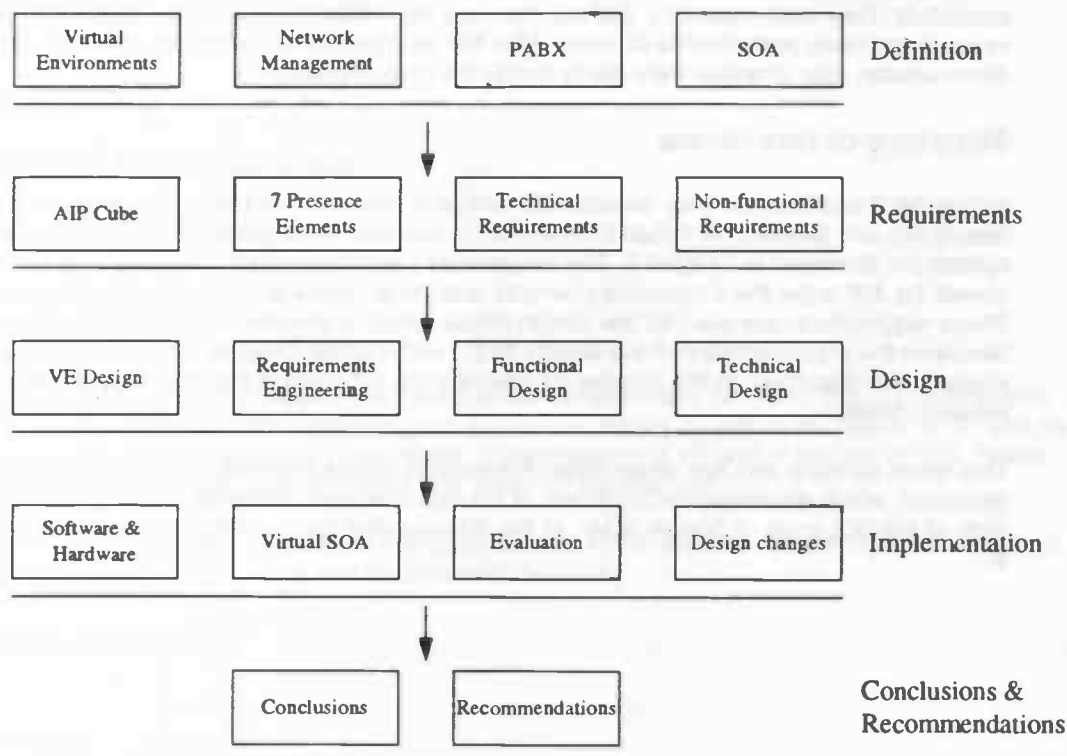 Virtual
Environments
Network
Management
PABX
SOA
Definition
AIP Cube
7 Presence
Elements
Technical
Requirements
Non-functional
Requirements
Requirements
VE Design
Requirements
Engineering
Functional
Design
Technical
Design
Design
Software &
Hardware
Virtual SOA
Evaluation
Design changes
Implementation
Conclusions
Recommendations
Conclusions &
Recommendations